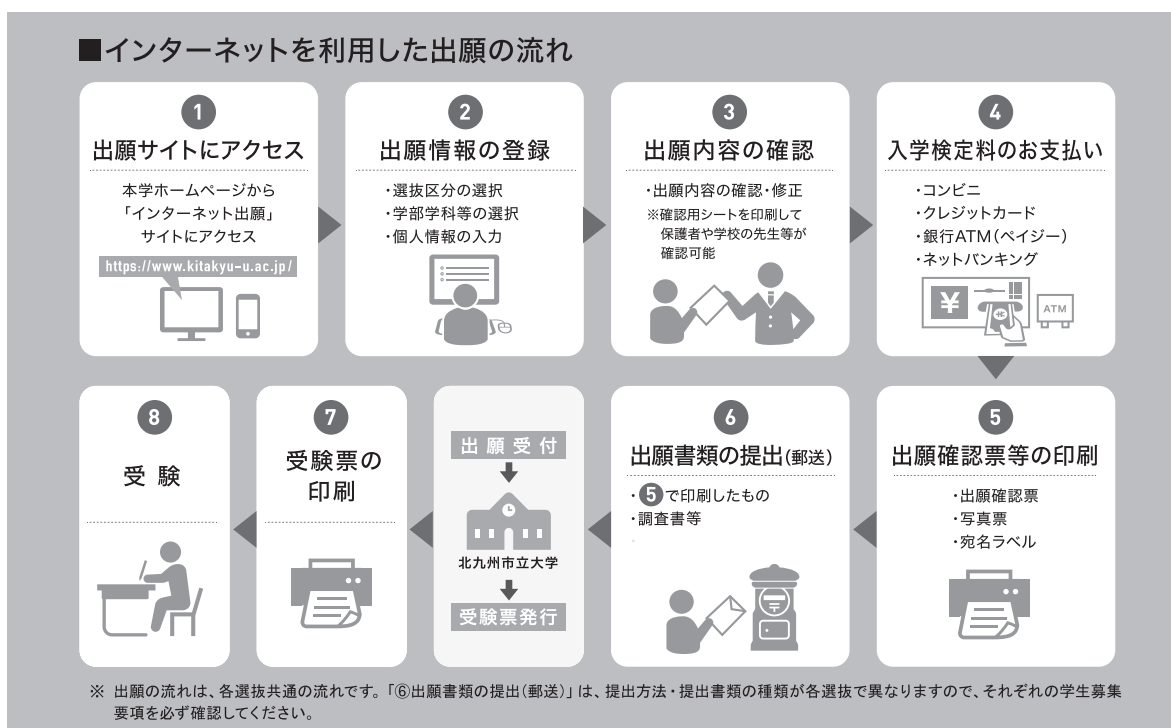 ■インターネットを利用した出願の流れ
1
出願サイトにアクセス
本学ホームページから
「インターネット出願」
サイトにアクセス
https://www.kitakyu-u.ac.jp/
2
出願情報の登録
・選抜区分の選択
・学部学科等の選択
・個人情報の入力
3
出願内容の確認
・出願内容の確認・修正
※確認用シートを印刷して
保護者や学校の先生等が
確認可能
4
入学検定料のお支払い
・コンビニ
・クレジットカード
・銀行ATM(ペイジー)
・ネットバンキング
¥
ATM
5
出願確認票等の印刷
・出願確認票
・写真票
・宛名ラベル
6
出願書類の提出(郵送)
・5で印刷したもの
・調査書等
〒
出願受付
北九州市立大学
受験票発行
7
受験票の
印刷
8
受験
※ 出願の流れは、各選抜共通の流れです。「⑥出願書類の提出(郵送)」は、提出方法・提出書類の種類が各選抜で異なりますので、それぞれの学生募集
要項を必ず確認してください。